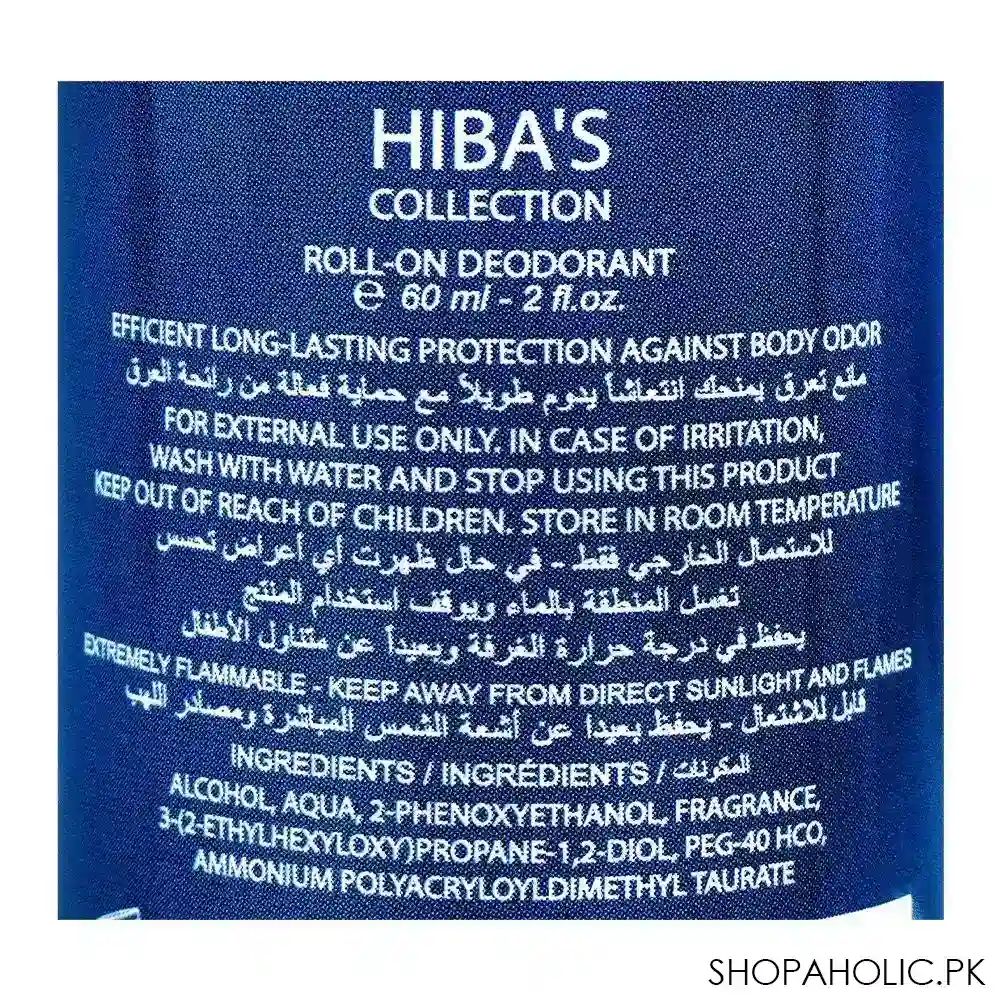 HIBA'S
COLLECTION
ROLL-ON DEODORANT
e 60 ml - 2 fl.oz.
EFFICIENT LONG-LASTING PROTECTION AGAINST BODY ODOR
مانع تعرق يمنحك انتعاشاً يدوم طويلاً مع حماية فعالة من رائحة العرق
FOR EXTERNAL USE ONLY. IN CASE OF IRRITATION,
WASH WITH WATER AND STOP USING THIS PRODUCT
KEEP OUT OF REACH OF CHILDREN. STORE IN ROOM TEMPERATURE
للاستعمال الخارجي فقط - في حال ظهرت أي أعراض تحسس
تغسل المنطقة بالماء ويوقف استخدام المنتج
يحفظ في درجة حرارة الغرفة وبعيداً عن متناول الأطفال
EXTREMELY FLAMMABLE - KEEP AWAY FROM DIRECT SUNLIGHT AND FLAMES
قابل للاشتعال - يحفظ بعيدا عن أشعة الشمس المباشرة ومصادر اللهب
INGREDIENTS / INGRÉDIENTS / المكونات
ALCOHOL, AQUA, 2-PHENOXYETHANOL, FRAGRANCE,
3-(2-ETHYLHEXYLOXY)PROPANE-1,2-DIOL, PEG-40 HCO,
AMMONIUM POLYACRYLOYLDIMETHYL TAURATE
SHOPAHOLIC.PK